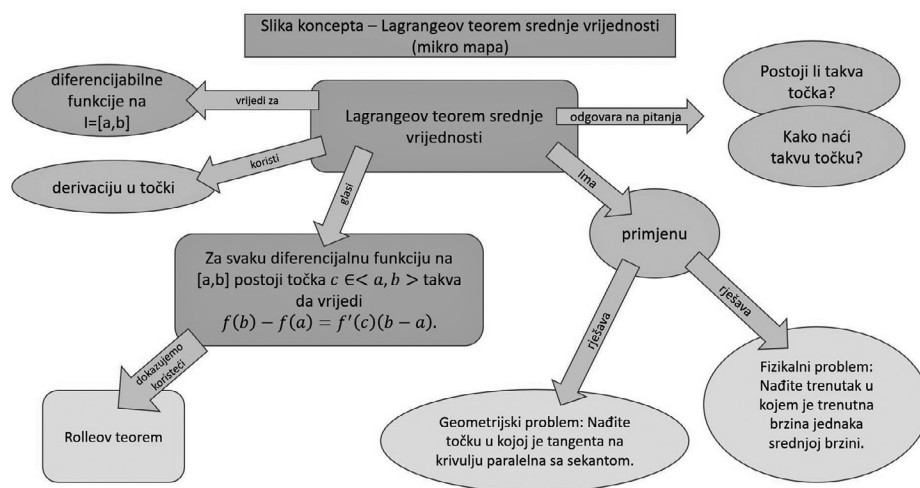 Slika koncepta – Lagrangeov teorem srednje vrijednosti
(mikro mapa)
diferencijabilne
funkcije na
I=[a,b]
vrijedi za
Lagrangeov teorem srednje
vrijednosti
odgovara na pitanja
Postoji li takva
točka?
Kako naći
takvu točku?
koristi
derivaciju u točki
glasi
ima
primjenu
Za svaku diferencijalnu funkciju na
[a,b] postoji točka c ∈< a, b > takva
da vrijedi
f(b) − f(a) = f′(c)(b − a).
dokazujemo
koristeći
Rolleov teorem
rješava
rješava
Geometrijski problem: Nađite
točku u kojoj je tangenta na
krivulju paralelna sa sekantom.
Fizikalni problem:
Nađite trenutak u
kojem je trenutna
brzina jednaka
srednjoj brzini.